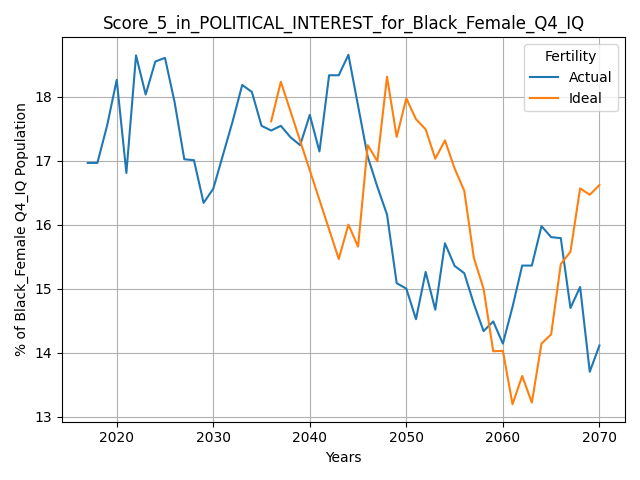 Score_5_in_POLITICAL_INTEREST_for_Black_Female_Q4_IQ
Fertility
Actual
Ideal
% of Black_Female Q4_IQ Population
18
17
16
15
14
13
2020 2030 2040 2050 2060 2070
Years